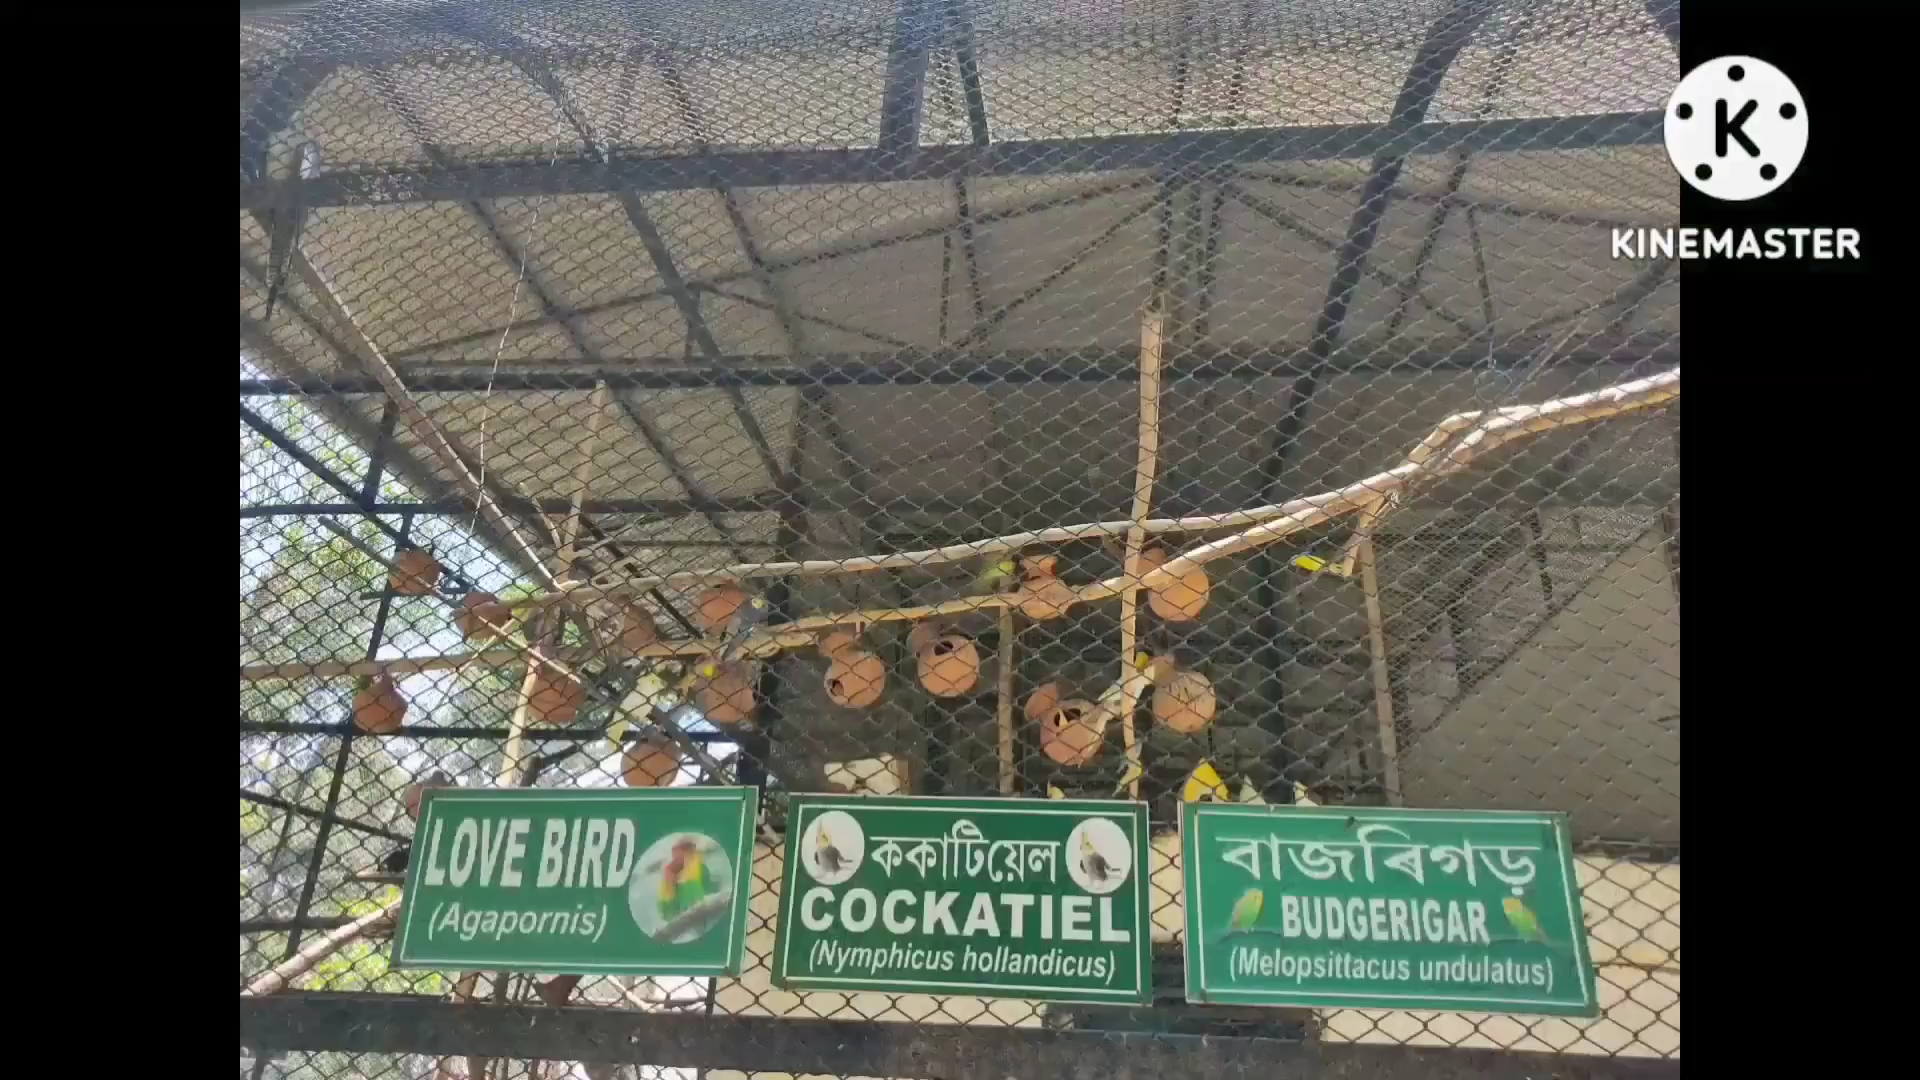 KINEMASTER
LOVE BIRD
(Agapornis)
ককাটিয়েল
COCKATIEL
(Nymphicus hollandicus)
বাজৰিগড়
BUDGERIGAR
(Melopsittacus undulatus)